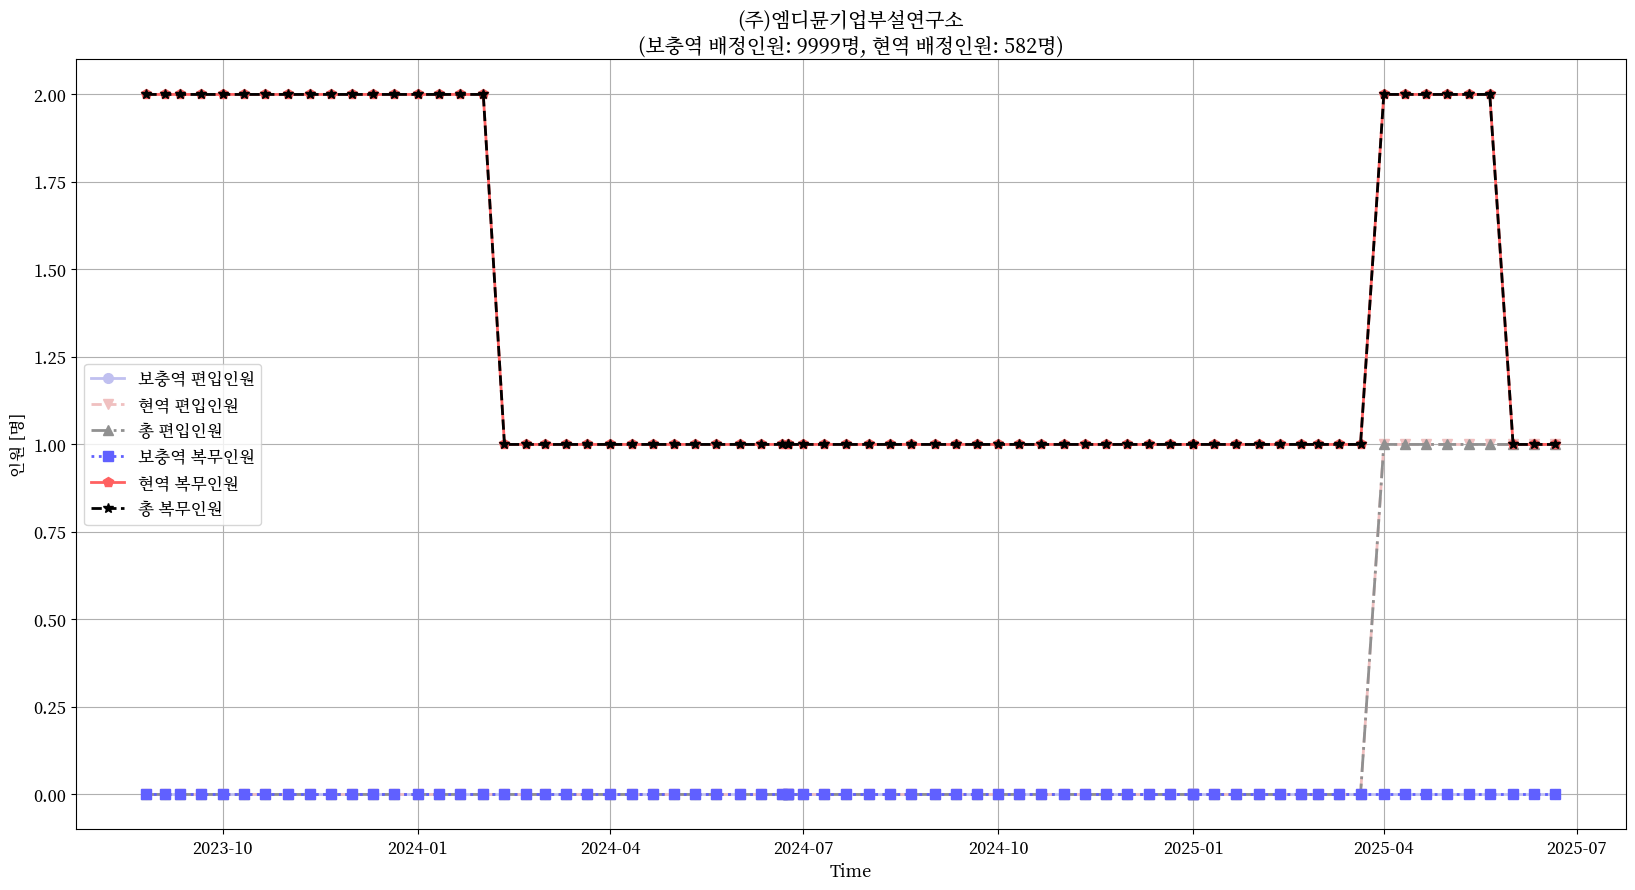 (주)엠디뮨기업부설연구소
(보충역 배정인원: 9999명, 현역 배정인원: 582명)
인원 [명]
2.00
1.75
1.50
1.25
1.00
0.75
0.50
0.25
0.00
보충역 편입인원
현역 편입인원
총 편입인원
보충역 복무인원
현역 복무인원
총 복무인원
2023-10
2024-01
2024-04
2024-07
2024-10
2025-01
2025-04
2025-07
Time